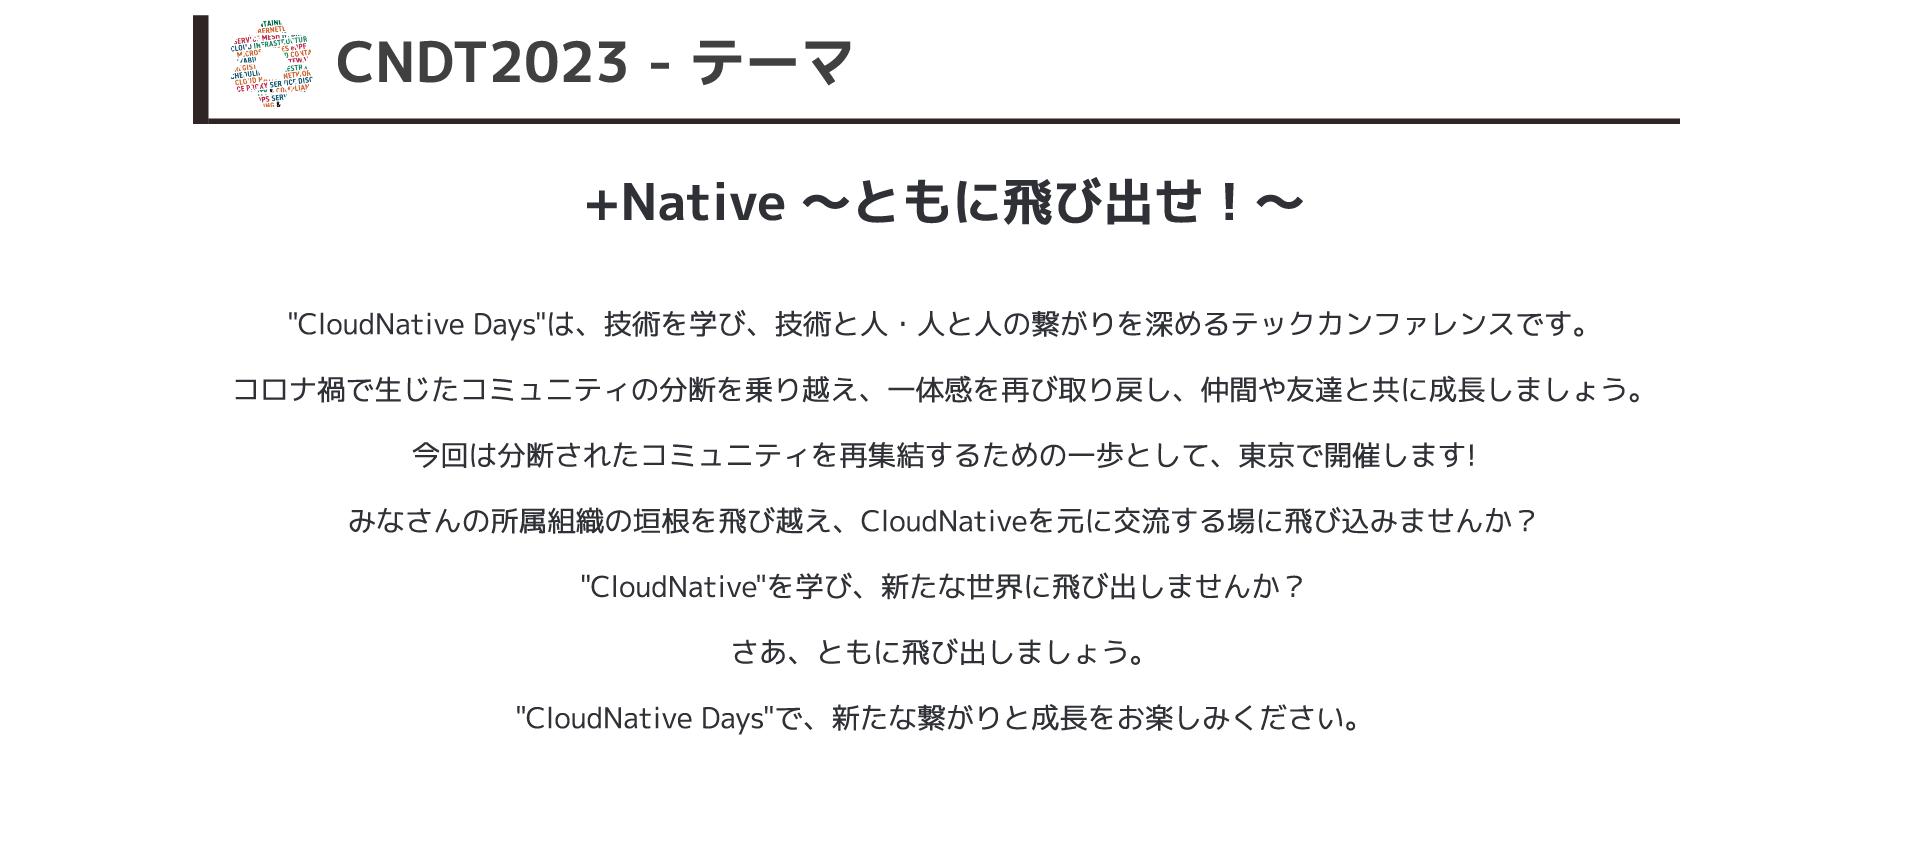 CNDT2023 - テーマ
+Native 〜ともに飛び出せ！〜
"CloudNative Days"は、技術を学び、技術と人・人と人の繋がりを深めるテックカンファレンスです。
コロナ禍で生じたコミュニティの分断を乗り越え、一体感を再び取り戻し、仲間や友達と共に成長しましょう。
今回は分断されたコミュニティを再集結するための一歩として、東京で開催します!
みなさんの所属組織の垣根を飛び越え、CloudNativeを元に交流する場に飛び込みませんか？
"CloudNative"を学び、新たな世界に飛び出しませんか？
さあ、ともに飛び出しましょう。
"CloudNative Days"で、新たな繋がりと成長をお楽しみください。